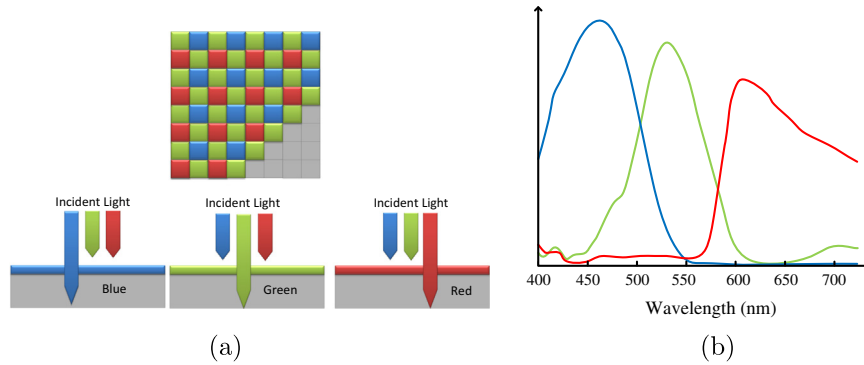 Incident Light
Incident Light
Incident Light
Blue
Green
Red
(a)
400 450 500 550 600 650 700
Wavelength (nm)
(b)